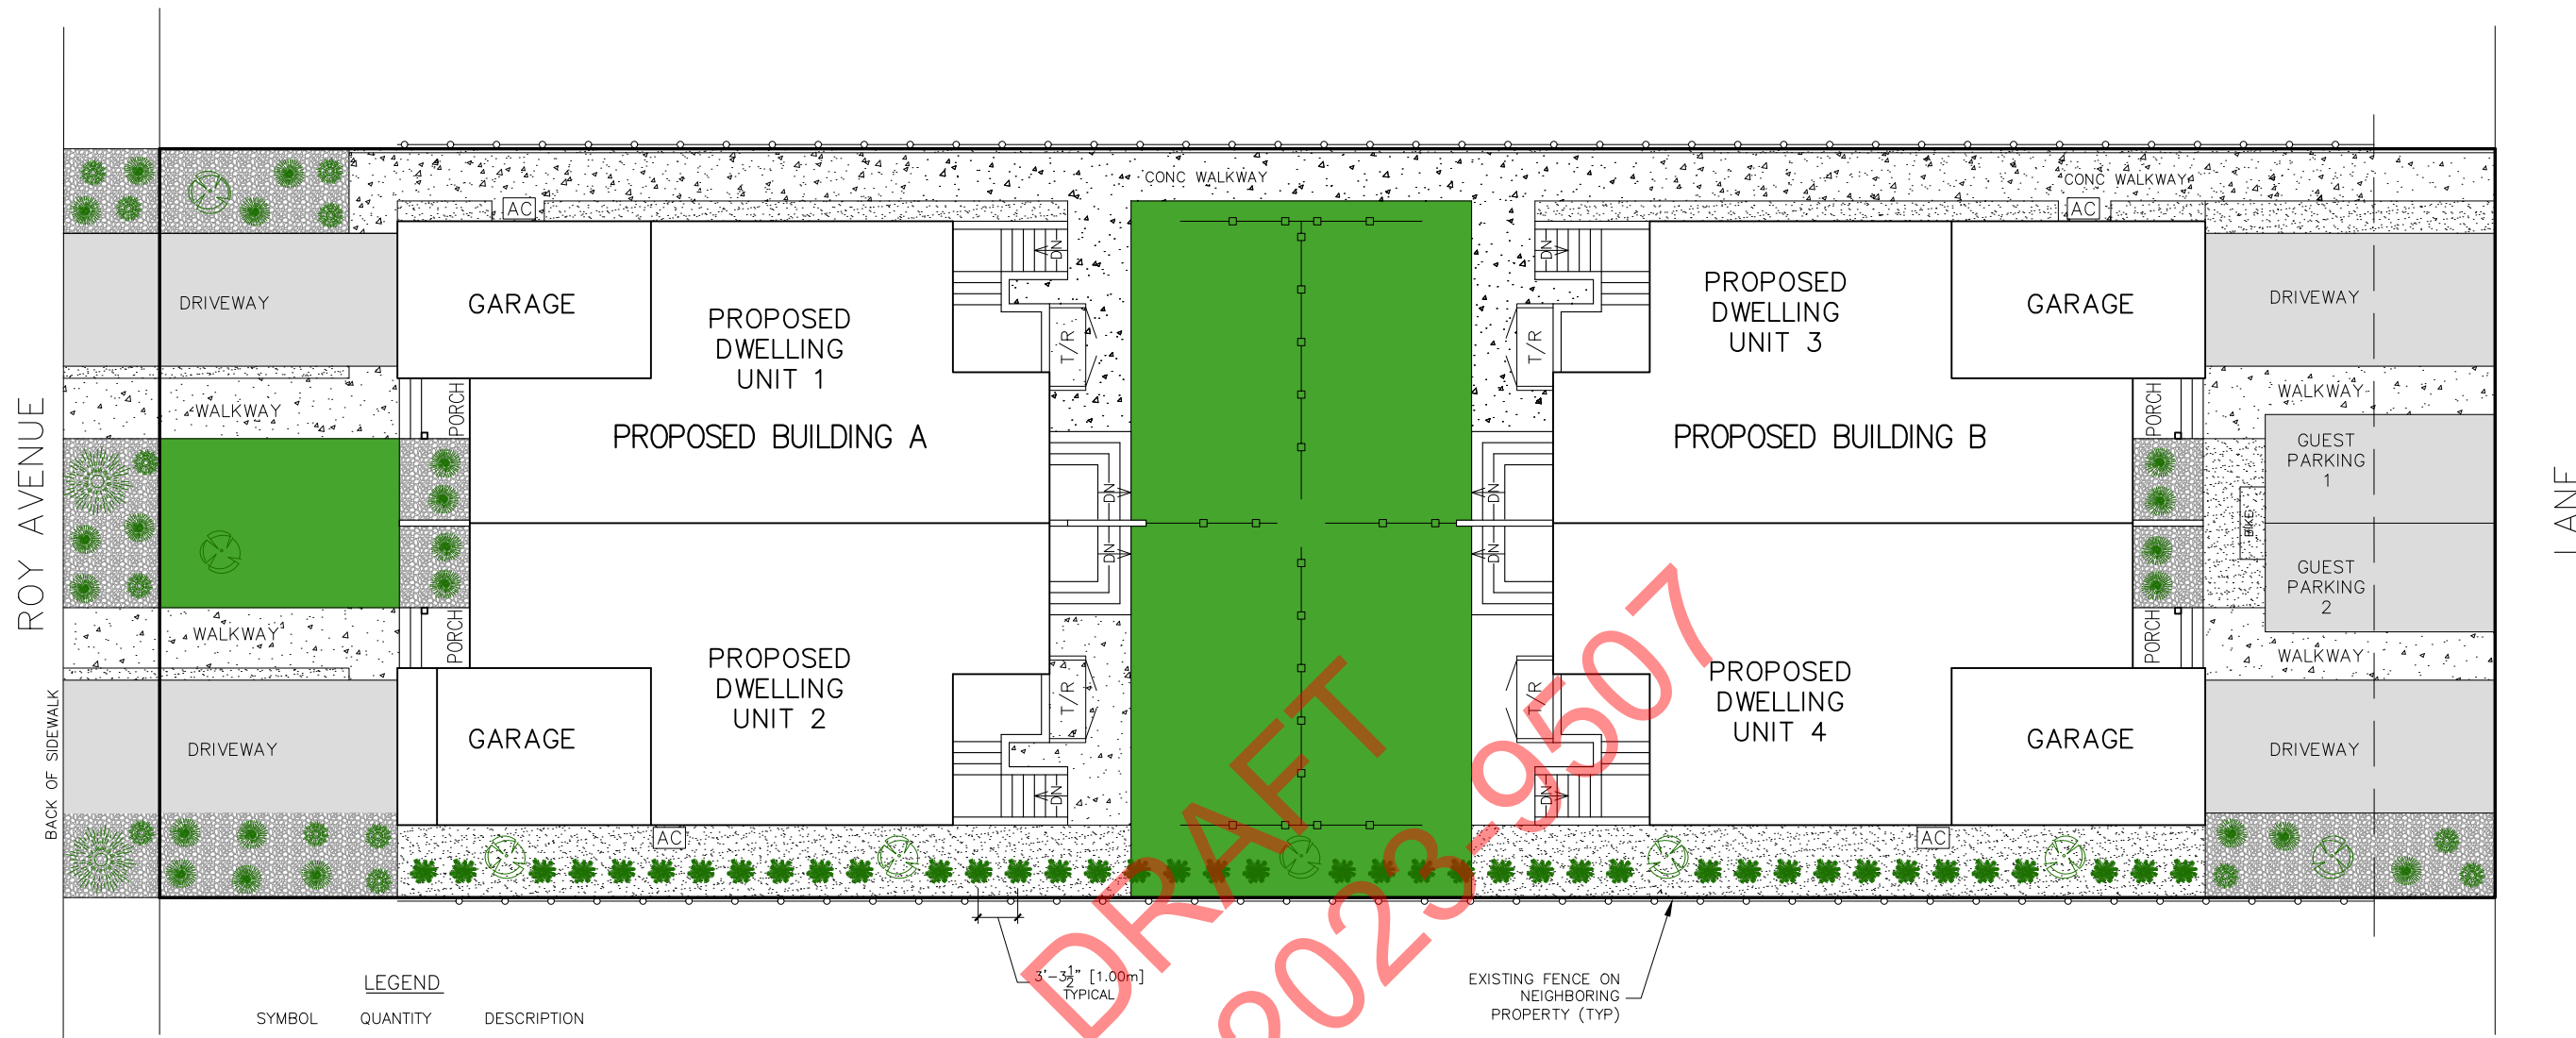 CONC WALKWAY
CONC WALKWAY
AC
AC
DN
DN
DRIVEWAY
GARAGE
PROPOSED
DWELLING
UNIT 1
T/R
T/R
PROPOSED
DWELLING
UNIT 3
GARAGE
DRIVEWAY
WALKWAY
PORCH
PROPOSED BUILDING A
PROPOSED BUILDING B
PORCH
WALKWAY
GUEST
PARKING
1
ROY AVENUE
DN
DN
BIKE
LANE
DN
DN
GUEST
PARKING
2
WALKWAY
PORCH
PORCH
WALKWAY
BACK OF SIDEWALK
DRIVEWAY
GARAGE
PROPOSED
DWELLING
UNIT 2
T/R
T/R
PROPOSED
DWELLING
UNIT 4
GARAGE
DRIVEWAY
DN
DN
AC
AC
DRAFT
2023-9507
3'-3 1/2" [1.00m]
TYPICAL
EXISTING FENCE ON
NEIGHBORING
PROPERTY (TYP)
LEGEND
SYMBOL QUANTITY DESCRIPTION